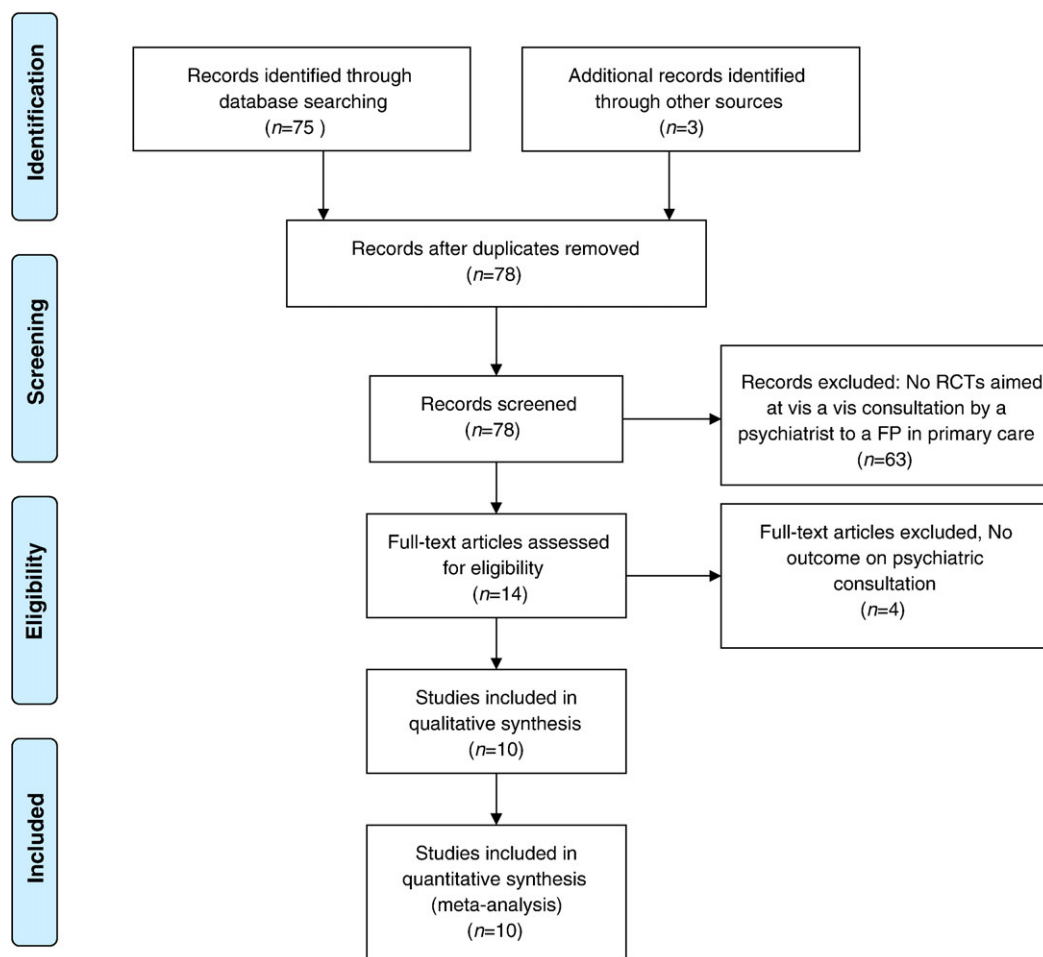 Identification
Records identified through
database searching
(n=75 )
Additional records identified
through other sources
(n=3)
Records after duplicates removed
(n=78)
Screening
Records screened
(n=78)
Records excluded: No RCTs aimed
at vis a vis consultation by a
psychiatrist to a FP in primary care
(n=63)
Eligibility
Full-text articles assessed
for eligibility
(n=14)
Full-text articles excluded, No
outcome on psychiatric
consultation
(n=4)
Studies included in
qualitative synthesis
(n=10)
Included
Studies included in
quantitative synthesis
(meta-analysis)
(n=10)